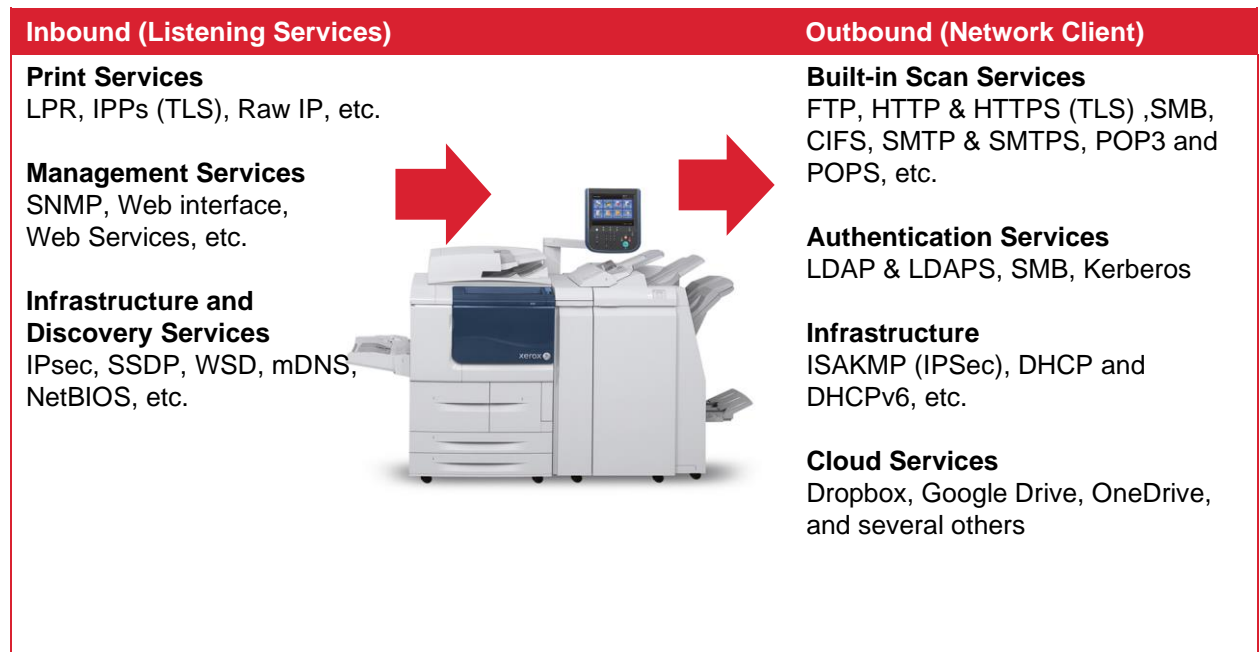 Inbound (Listening Services)
Print Services
LPR, IPPs (TLS), Raw IP, etc.
Management Services
SNMP, Web interface,
Web Services, etc.
Infrastructure and
Discovery Services
IPsec, SSDP, WSD, mDNS,
NetBIOS, etc.
xerox
Outbound (Network Client)
Built-in Scan Services
FTP, HTTP & HTTPS (TLS) ,SMB,
CIFS, SMTP & SMTPS, POP3 and
POPS, etc.
Authentication Services
LDAP & LDAPS, SMB, Kerberos
Infrastructure
ISAKMP (IPSec), DHCP and
DHCPv6, etc.
Cloud Services
Dropbox, Google Drive, OneDrive,
and several others